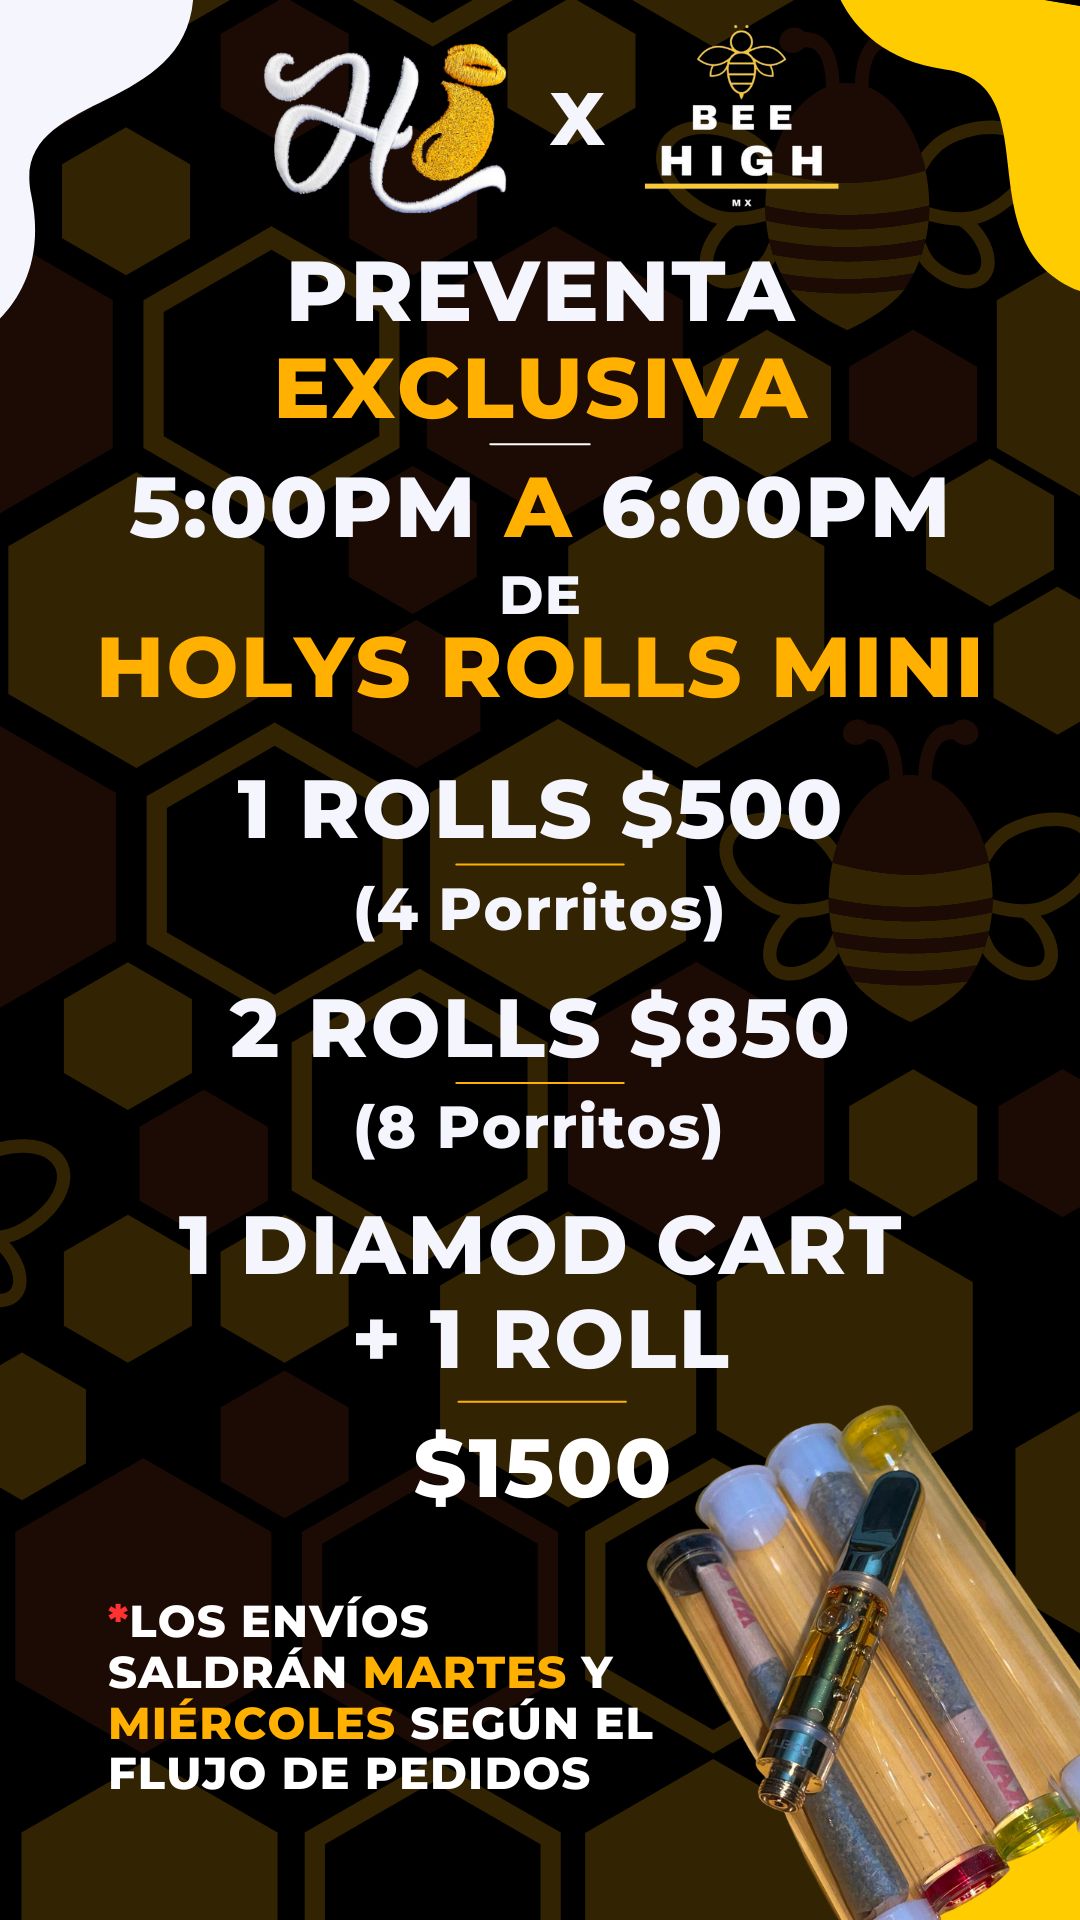 H
X
BEE
HIGH
MX
PREVENTA
EXCLUSIVA
5:00PM A 6:00PM
DE
HOLYS ROLLS MINI
1 ROLLS $500
(4 Porritos)
2 ROLLS $850
(8 Porritos)
1 DIAMOD CART
+ 1 ROLL
$1500
*LOS ENVÍOS
SALDRÁN MARTES Y
MIÉRCOLES SEGÚN EL
FLUJO DE PEDIDOS